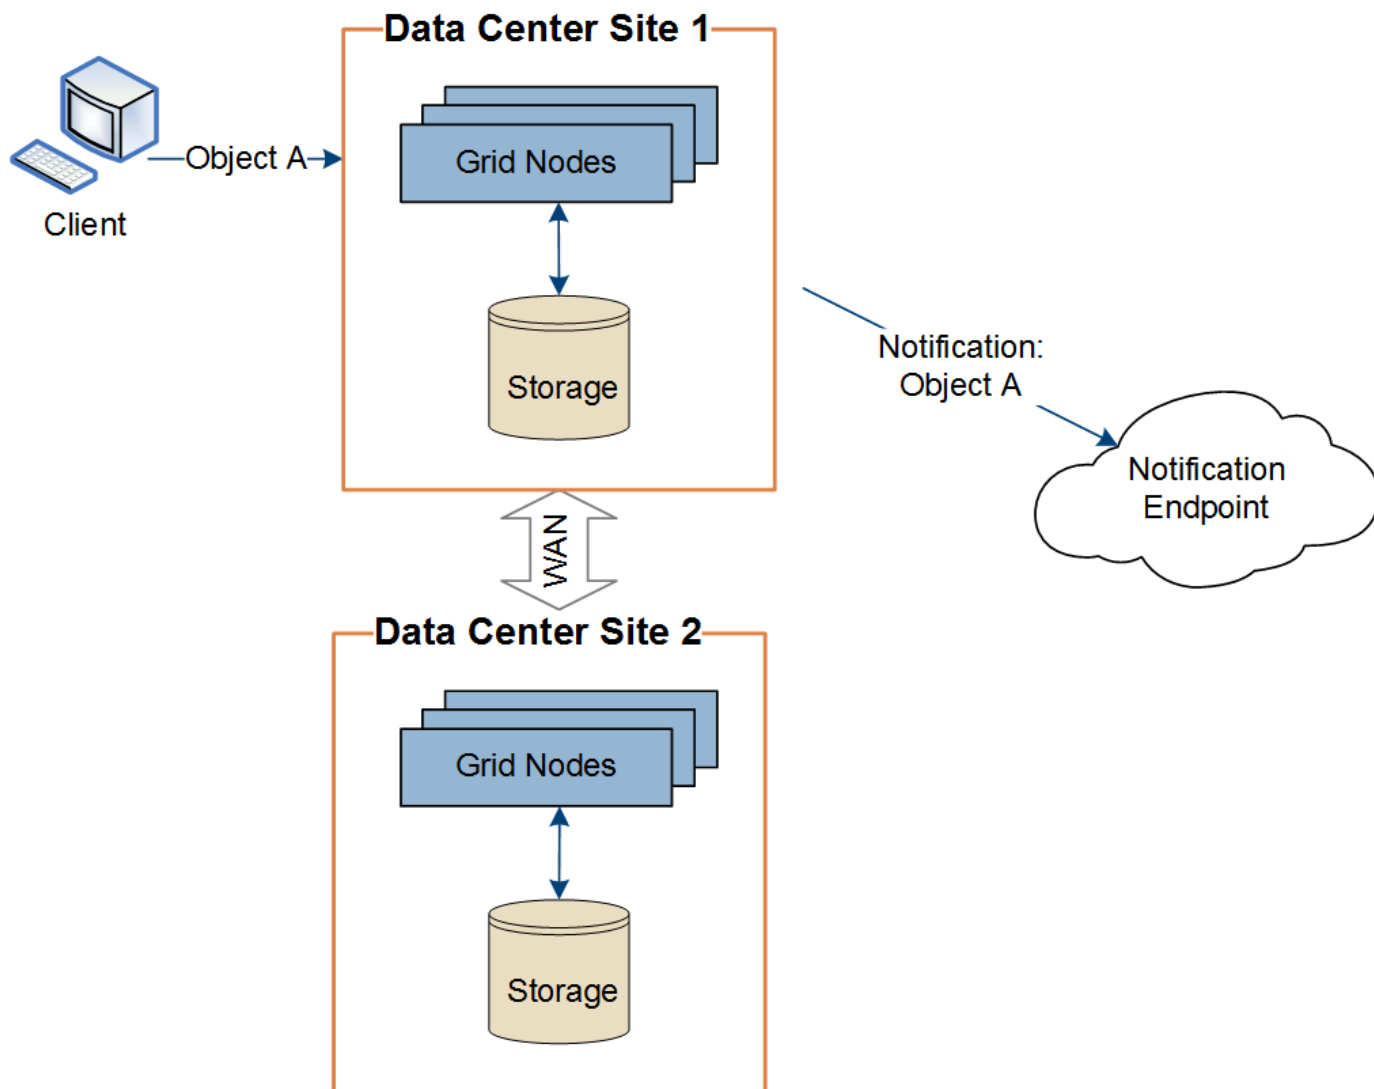 Data Center Site 1
Object A
Grid Nodes
Client
Storage
Notification:
Object A
Notification
Endpoint
WAN
Data Center Site 2
Grid Nodes
Storage